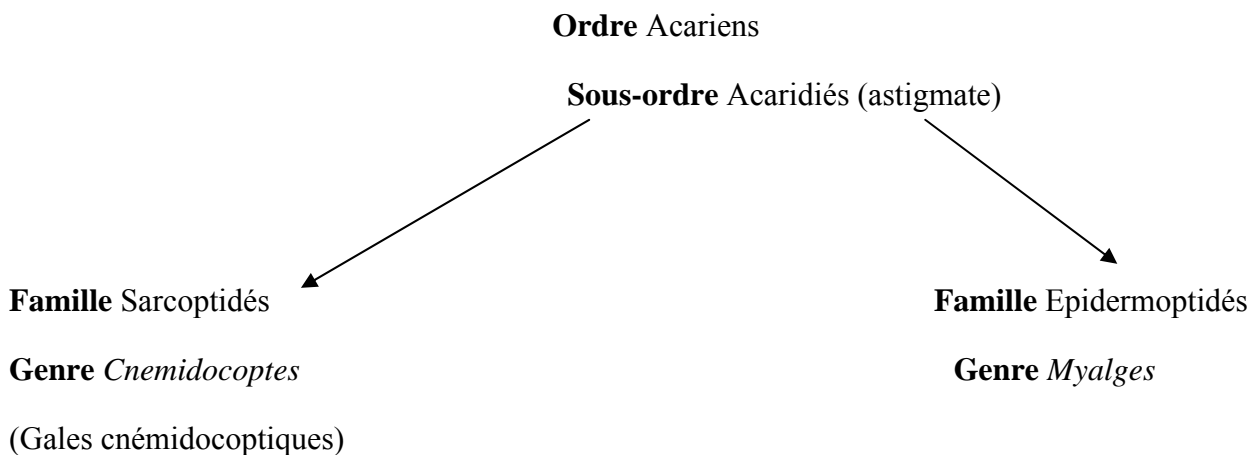 Ordre Acariens
Sous-ordre Acaridiés (astigmate)
Famille Sarcoptidés
Genre Cnemidocoptes
(Gales cnémidocoptiques)
Famille Epidermoptidés
Genre Myalges